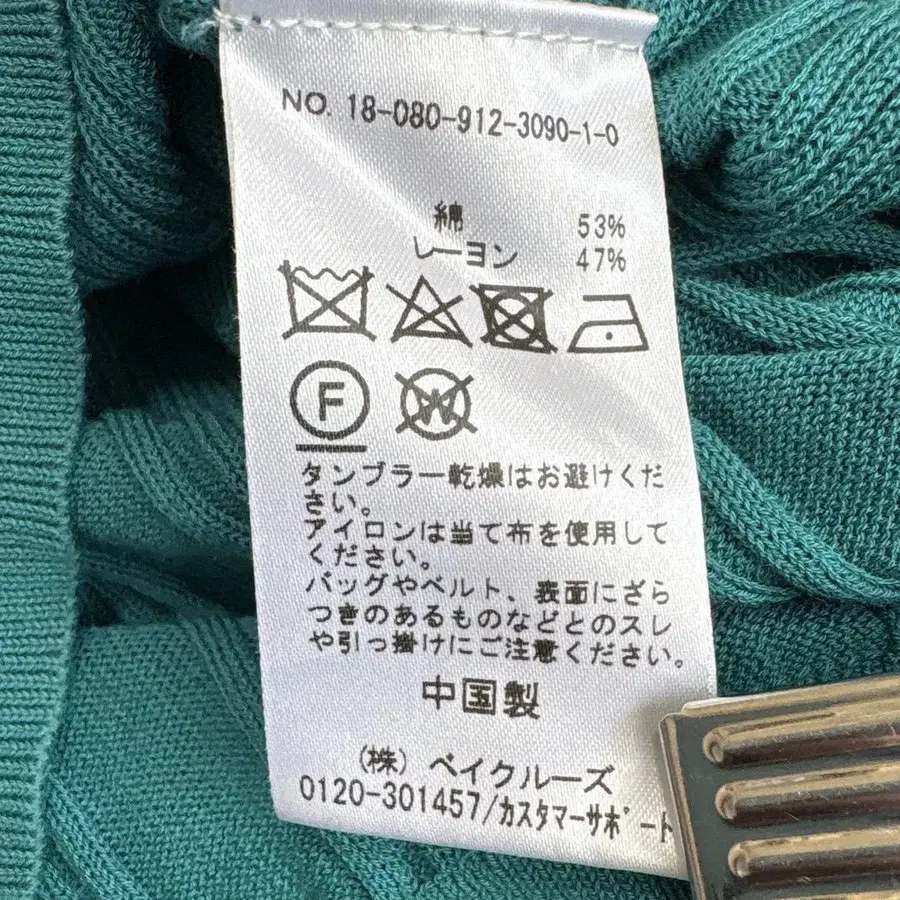 NO. 18-080-912-3090-1-0
綿 53%
レーヨン 47%
F W
タンブラー乾燥はお避けくだ
さい。
アイロンは当て布を使用して
ください。
バッグやベルト、表面にざら
つきのあるものなどとのスレ
や引っ掛けにご注意ください。
中国製
(株) ベイクルーズ
0120-301457/カスタマーサポート